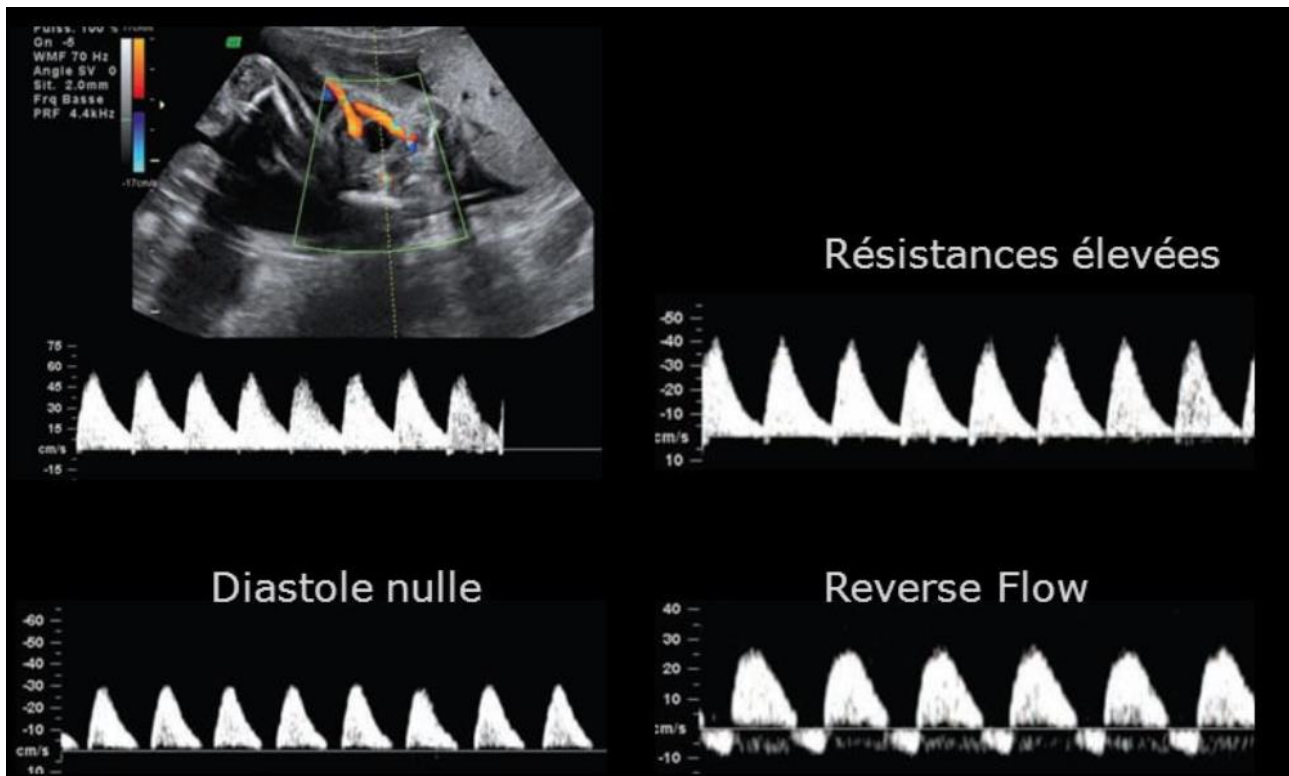 Puiss. 100 %
Gn -6
WMF 70 Hz
Angle SV 0
Sit. 2.0mm
Frq Basse
PRF 4.4kHz
-17cm/s
75
60
45
30
15
cm/s
-15
Résistances élevées
-50
-40
-30
-20
-10
cm/s
10
Diastole nulle
-60
-50
-40
-30
-20
-10
cm/s
10
Reverse Flow
40
30
20
10
cm/s
-10